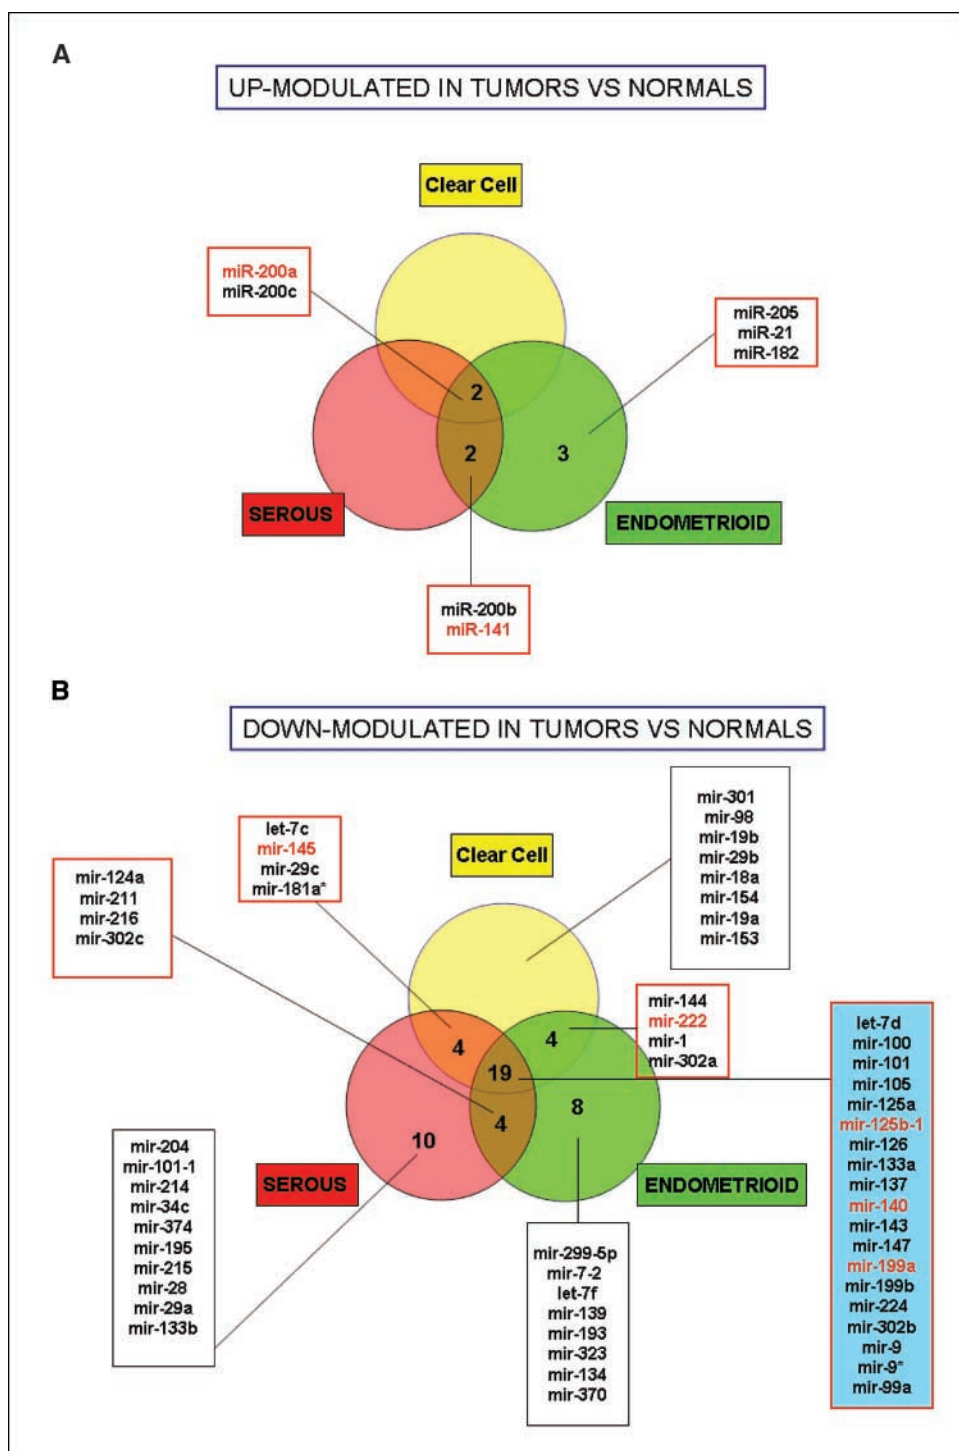 A
UP-MODULATED IN TUMORS VS NORMALS
Clear Cell
miR-200a
miR-200c
miR-205
miR-21
miR-182
2
2
3
SEROUS
ENDOMETRIOID
miR-200b
miR-141
B
DOWN-MODULATED IN TUMORS VS NORMALS
mir-301
mir-98
mir-19b
mir-29b
mir-18a
mir-154
mir-19a
mir-153
let-7c
mir-145
mir-29c
mir-181a*
Clear Cell
mir-124a
mir-211
mir-216
mir-302c
mir-144
mir-222
mir-1
mir-302a
4
4
19
4
8
10
let-7d
mir-100
mir-101
mir-105
mir-125a
mir-125b-1
mir-126
mir-133a
mir-137
mir-140
mir-143
mir-147
mir-199a
mir-199b
mir-224
mir-302b
mir-9
mir-9*
mir-99a
SEROUS
ENDOMETRIOID
mir-204
mir-101-1
mir-214
mir-34c
mir-374
mir-195
mir-215
mir-28
mir-29a
mir-133b
mir-299-5p
mir-7-2
let-7f
mir-139
mir-193
mir-323
mir-134
mir-370